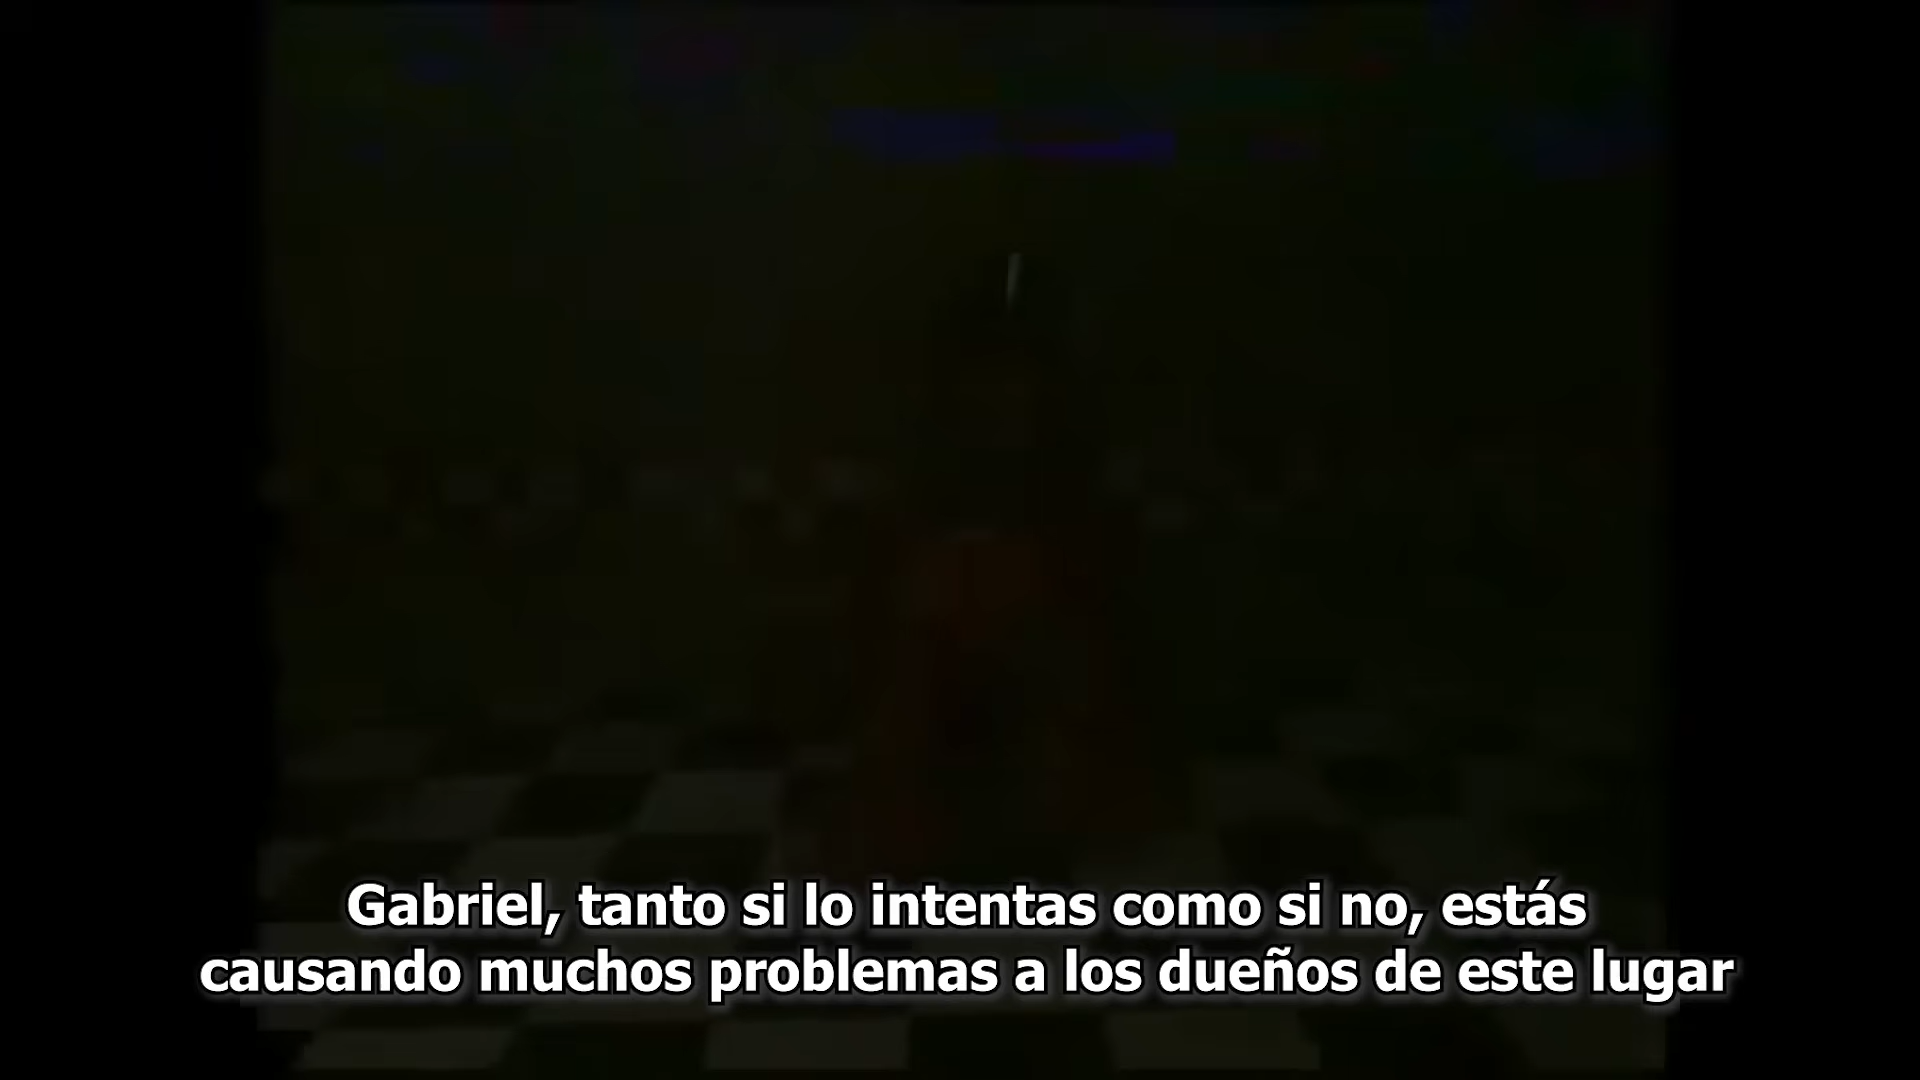 Gabriel, tanto si lo intentas como si no, estás
causando muchos problemas a los dueños de este lugar